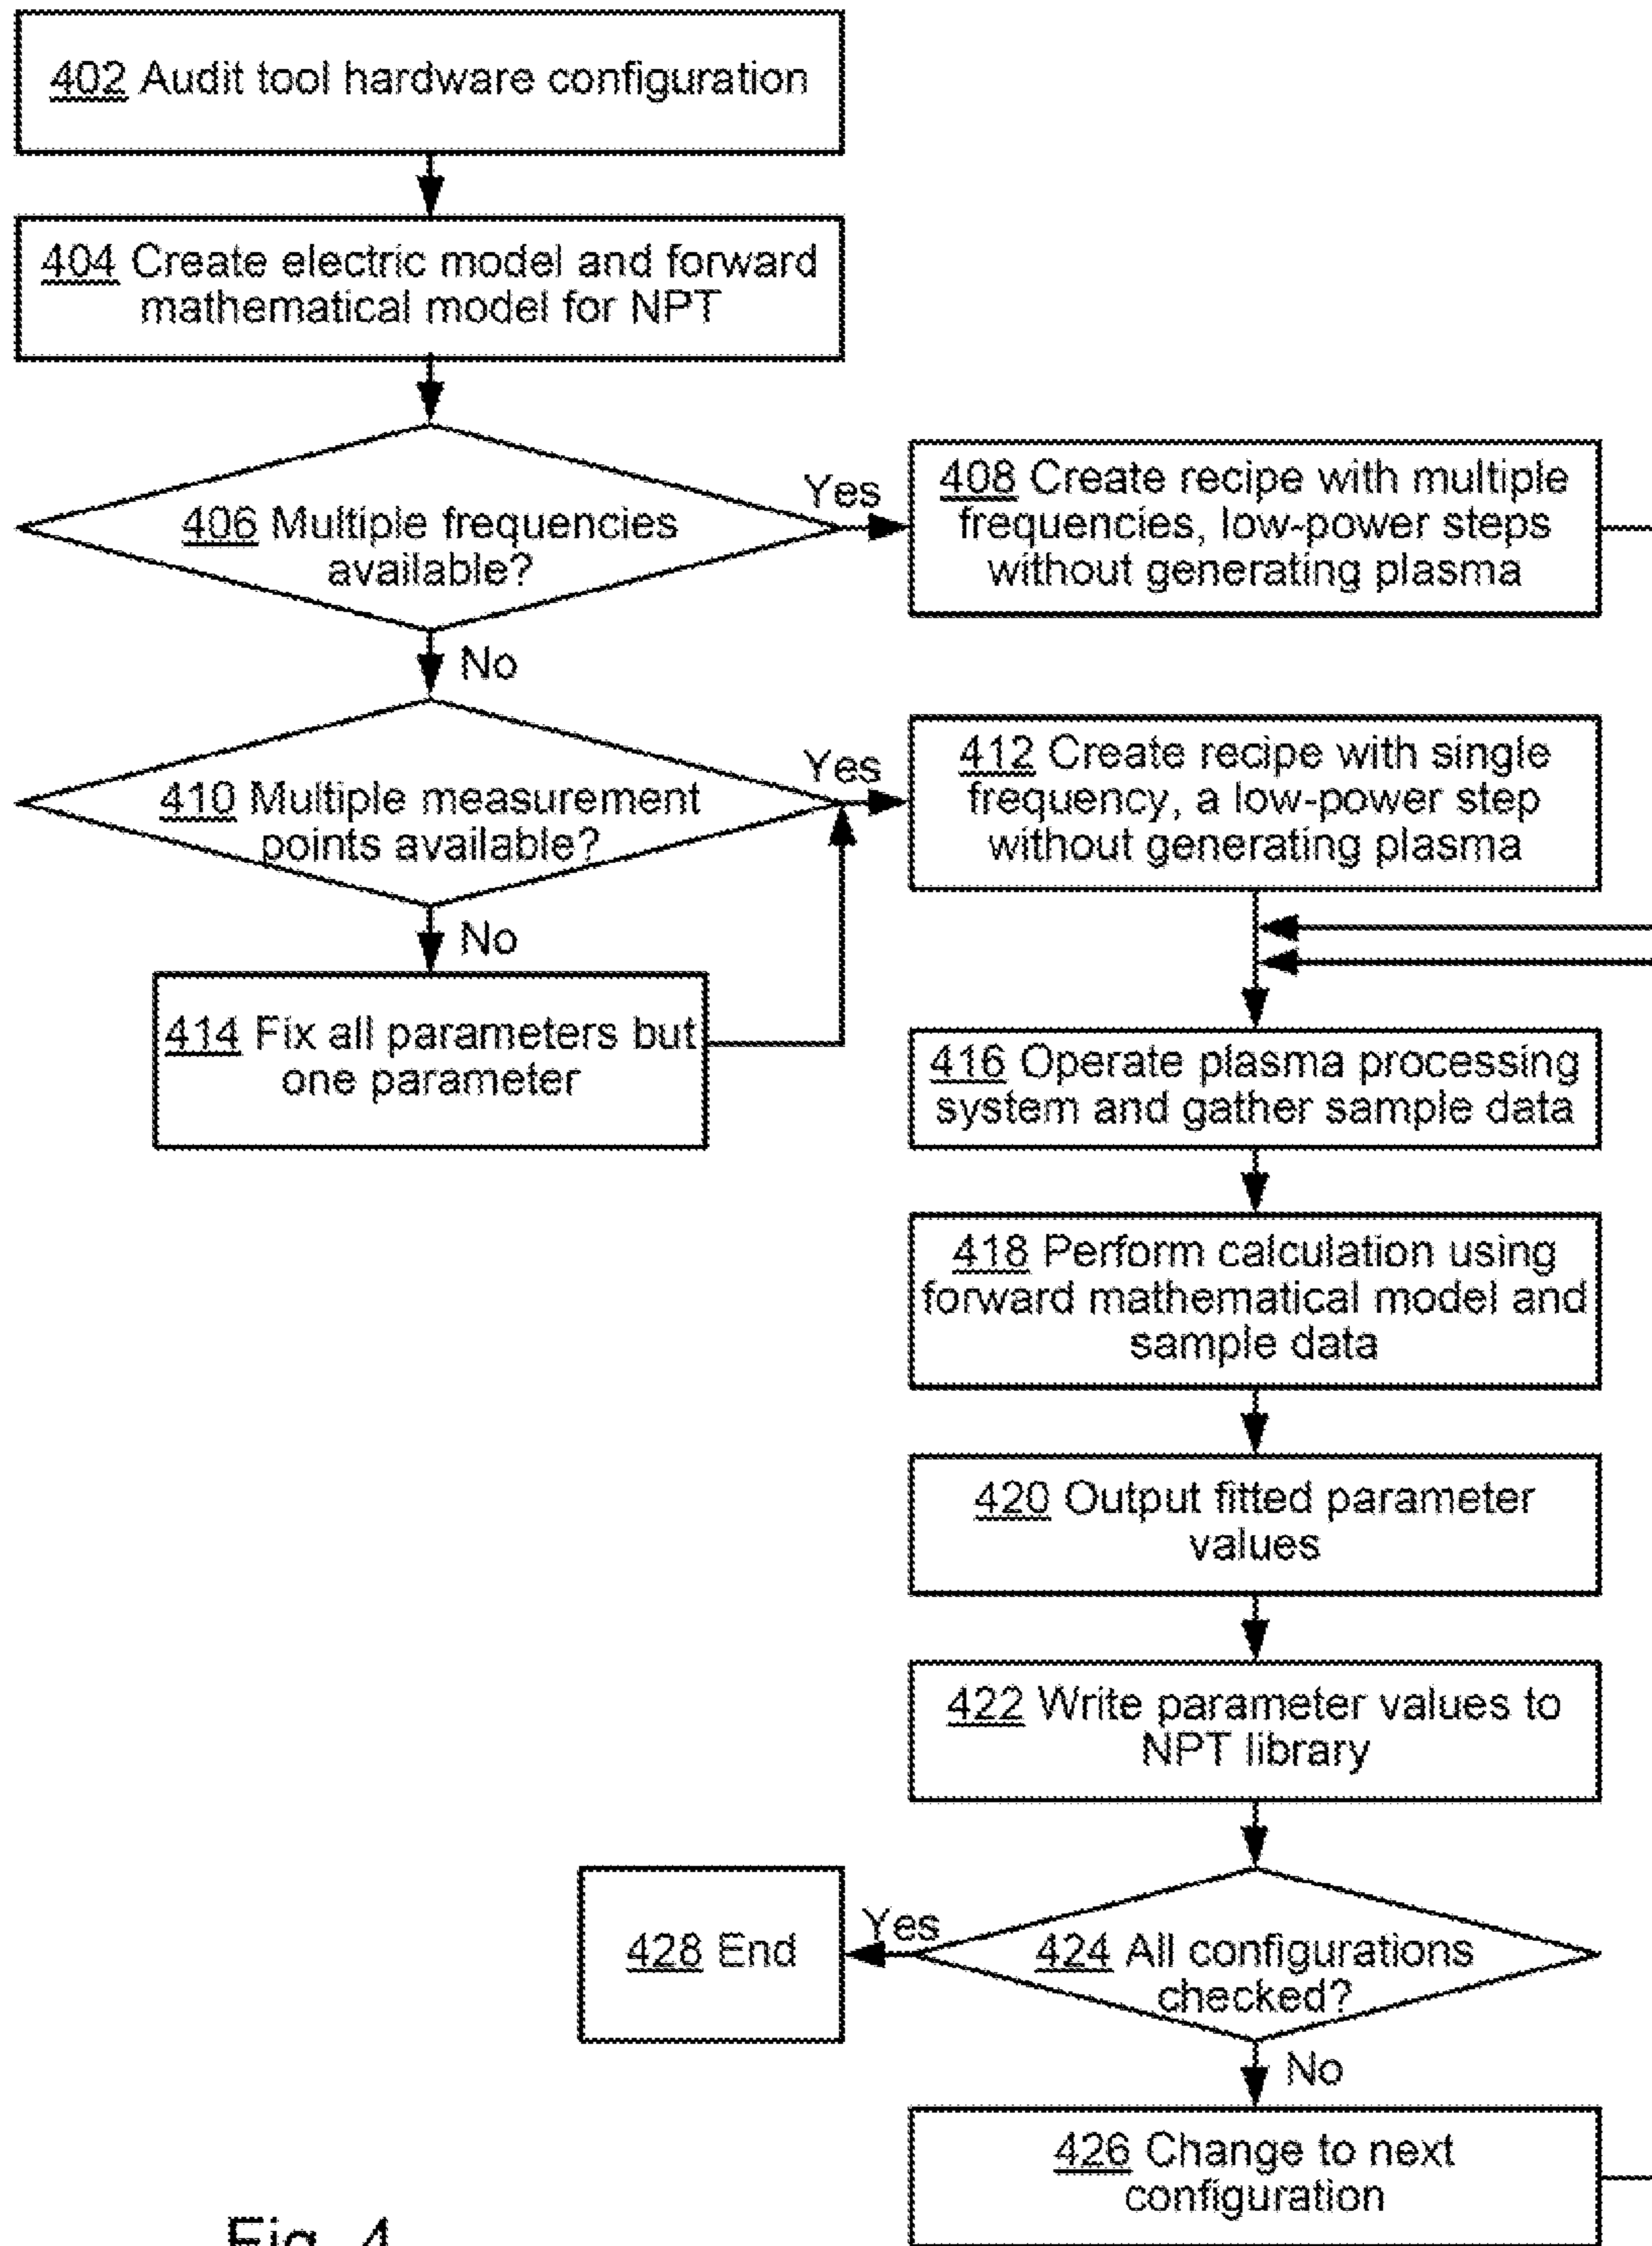 402 Audit tool hardware configuration
404 Create electric model and forward
mathematical model for NPT
406 Multiple frequencies
available?
Yes
408 Create recipe with multiple
frequencies, low-power steps
without generating plasma
No
410 Multiple measurement
points available?
Yes
412 Create recipe with single
frequency, a low-power step
without generating plasma
No
414 Fix all parameters but
one parameter
416 Operate plasma processing
system and gather sample data
418 Perform calculation using
forward mathematical model and
sample data
420 Output fitted parameter
values
422 Write parameter values to
NPT library
424 All configurations
checked?
Yes
428 End
No
426 Change to next
configuration
Fig. 4